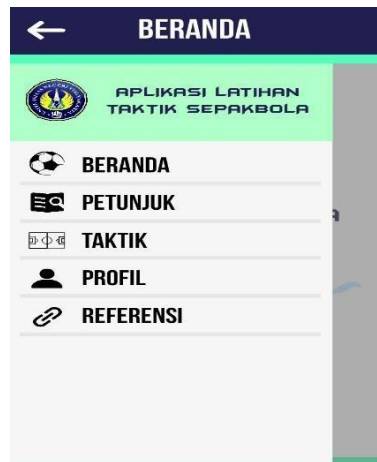 BERANDA
APLIKASI LATIHAN
TAKTIK SEPAKBOLA
BERANDA
PETUNJUK
TAKTIK
PROFIL
REFERENSI